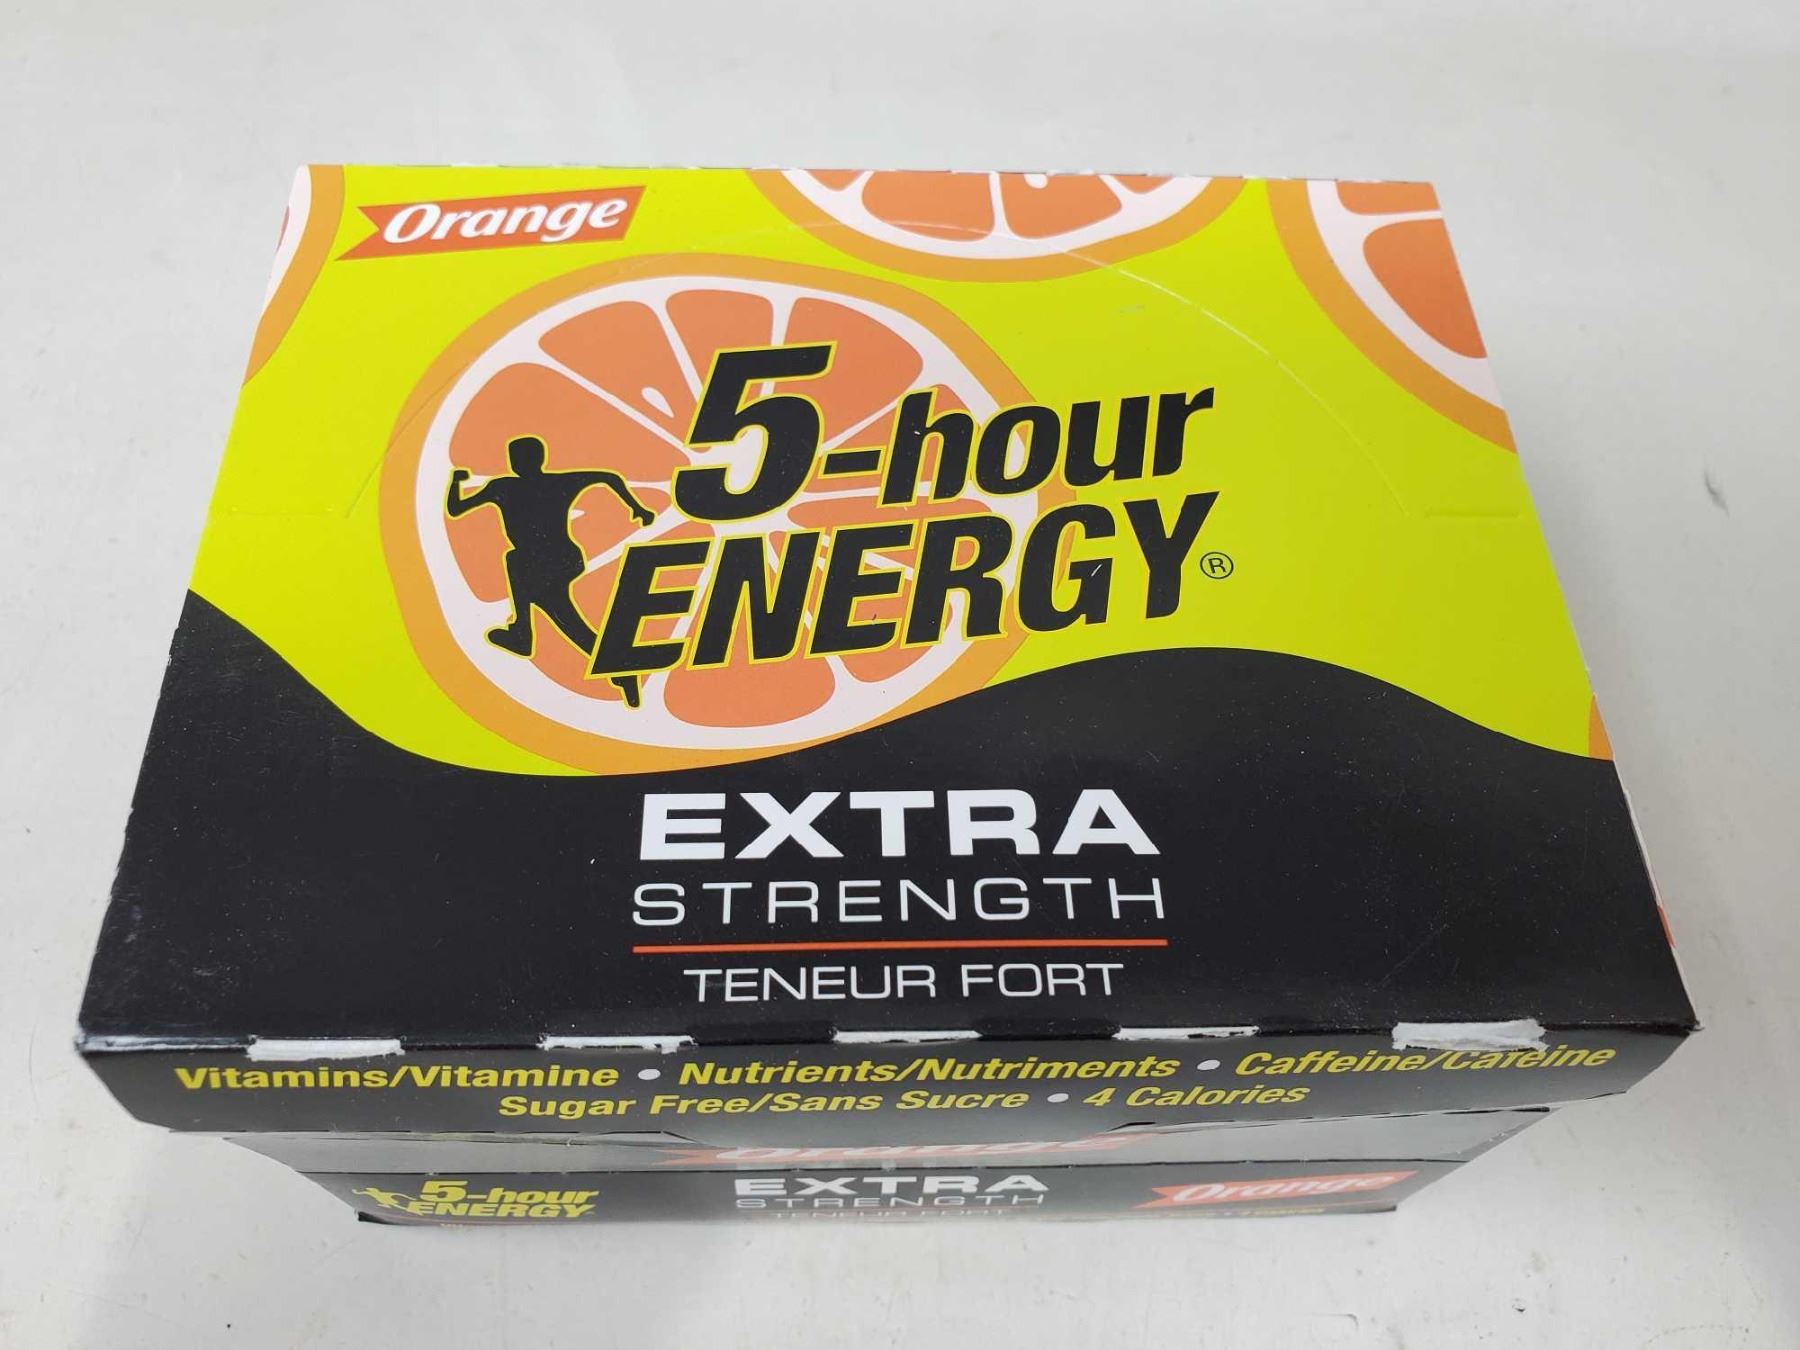 Orange
5-hour
ENERGY®
EXTRA
STRENGTH
TENEUR FORT
Vitamins/Vitamine • Nutrients/Nutriments • Caffeine/Caféine
Sugar Free/Sans Sucre • 4 Calories
Orange
5-hour
ENERGY
EXTRA
STRENGTH
TENEUR FORT
Orange